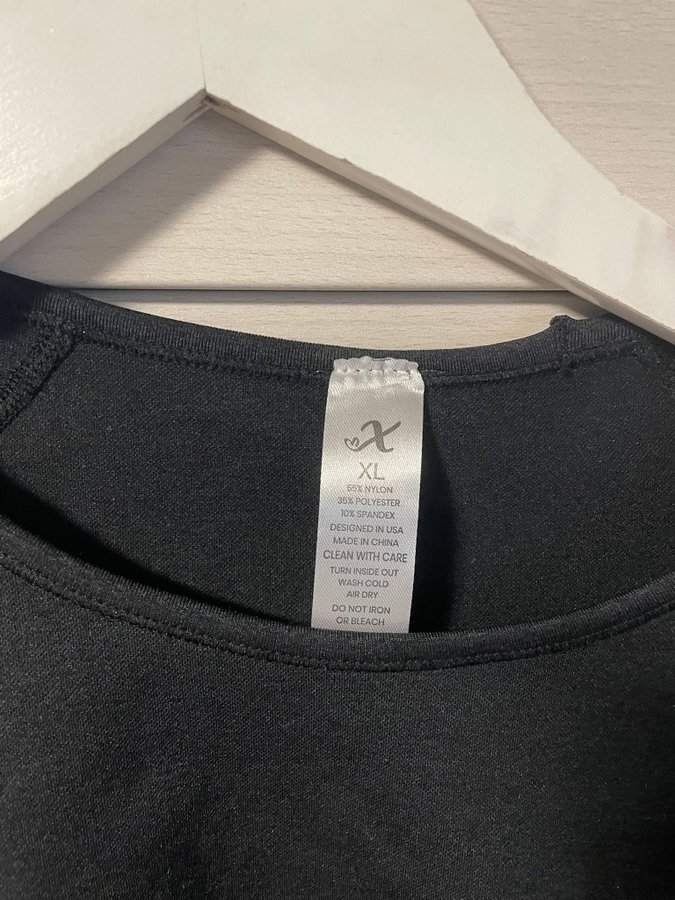 X
XL
55% NYLON
35% POLYESTER
10% SPANDEX
DESIGNED IN USA
MADE IN CHINA
CLEAN WITH CARE
TURN INSIDE OUT
WASH COLD
AIR DRY
DO NOT IRON
OR BLEACH